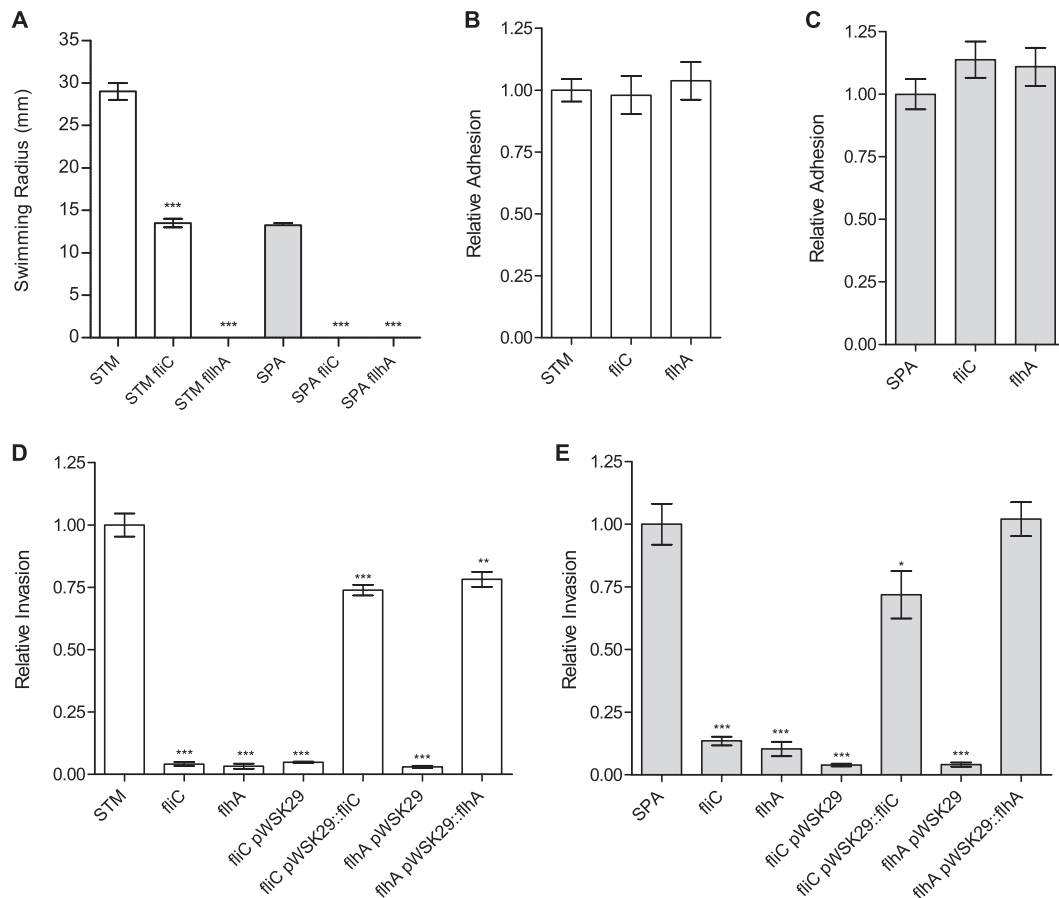 A
Swimming Radius (mm)
35
30
25
20
15
10
5
0
***
***
***
***
STM
STM fliC
STM flhA
SPA
SPA fliC
SPA flhA
B
Relative Adhesion
1.25
1.00
0.75
0.50
0.25
0.00
STM
fliC
flhA
C
Relative Adhesion
1.25
1.00
0.75
0.50
0.25
0.00
SPA
fliC
flhA
D
Relative Invasion
1.25
1.00
0.75
0.50
0.25
0.00
***
***
***
***
***
**
STM
fliC
flhA
fliC pWSK29
fliC pWSK29::fliC
flhA pWSK29
flhA pWSK29::flhA
E
Relative Invasion
1.25
1.00
0.75
0.50
0.25
0.00
***
***
***
*
***
SPA
fliC
flhA
fliC pWSK29
fliC pWSK29::fliC
flhA pWSK29
flhA pWSK29::flhA